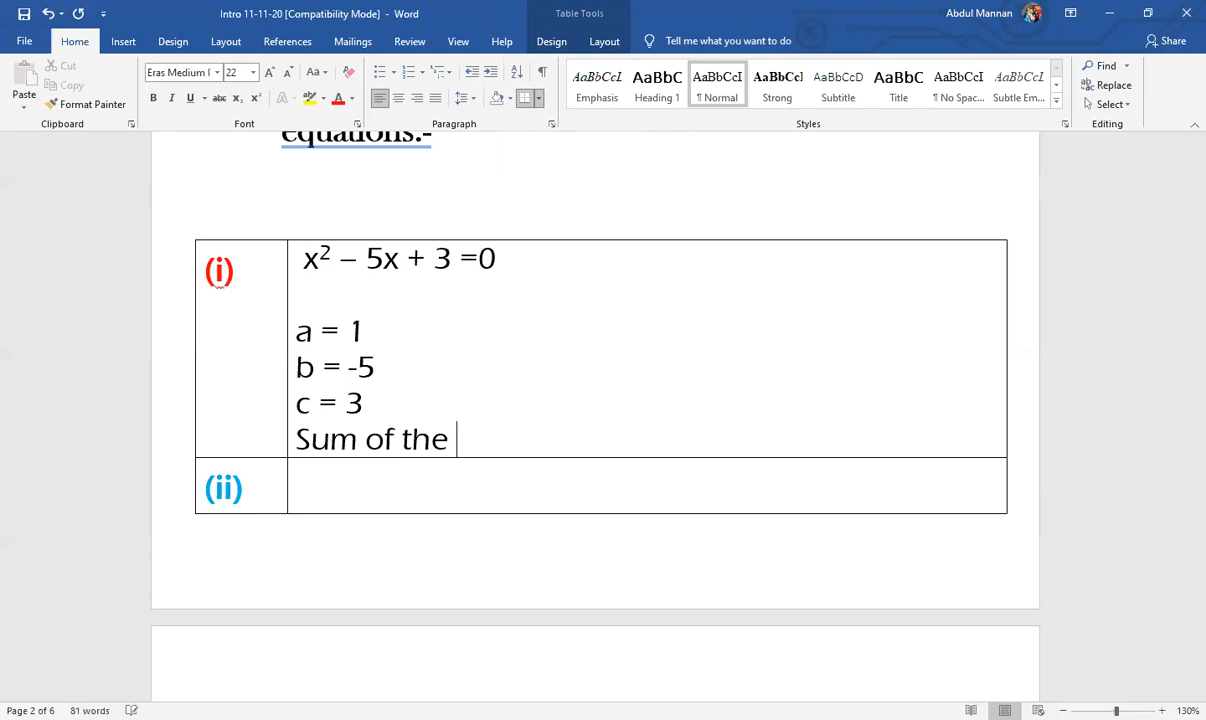 Intro 11-11-20 [Compatibility Mode] - Word
Table Tools
Abdul Mannan
File Home Insert Design Layout References Mailings Review View Help Design Layout Tell me what you want to do Share
Paste
Cut
Copy
Format Painter
Clipboard
Eras Medium I 22 Aa
B I U abc x₂ x² A A
Font
Paragraph
AaBbCcI AaBbC AaBbCcI AaBbCcI AaBbCcD AaBbC AaBbCcI AaBbCcI
Emphasis Heading 1 ¶ Normal Strong Subtitle Title ¶ No Spac... Subtle Em...
Styles
Find
Replace
Select
Editing
equations:-
(i) x² – 5x + 3 =0
a = 1
b = -5
c = 3
Sum of the
(ii)
Page 2 of 6 81 words 130%